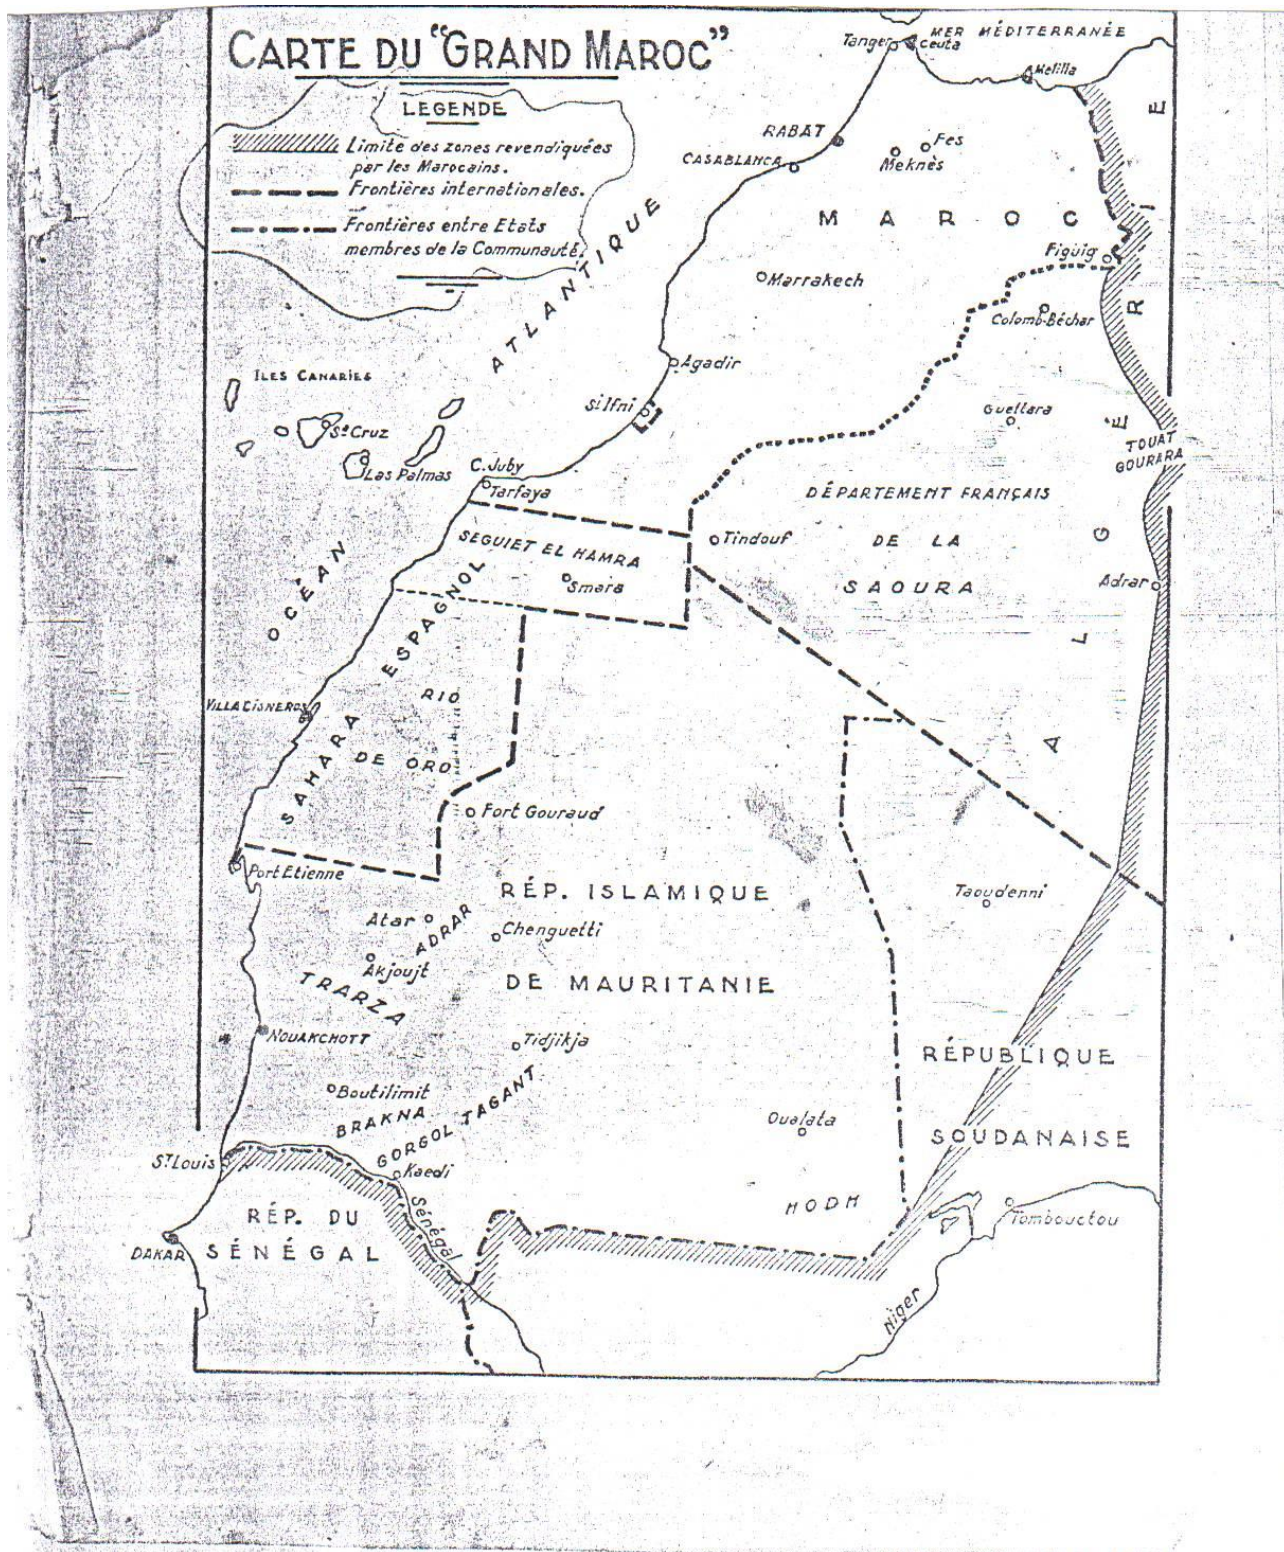 CARTE DU "GRAND MAROC"
LEGENDE
Limite des zones revendiquées
par les Marocains.
Frontières internationales.
Frontières entre Etats
membres de la Communauté.
MER MÉDITERRANÉE
Tanger
Ceuta
Melilla
RABAT
Fes
CASABLANCA
Meknès
MAROC
Figuig
Marrakech
Colomb-Béchar
OCÉAN ATLANTIQUE
Agadir
ILES CANARIES
Si Ifni
Guettara
Sta Cruz
Las Palmas
C. Juby
Tarfaya
TOUAT
GOURARA
ALGÉRIE
DÉPARTEMENT FRANÇAIS
DE LA
SAOURA
SEGUIET EL HAMRA
Smara
Tindouf
Adrar
SAHARA ESPAGNOL
RIO
DE ORO
VILLA CISNEROS
Fort Gouraud
Port Etienne
RÉP. ISLAMIQUE
DE MAURITANIE
Taoudenni
Atar
ADRAR
Chenguetti
Akjoujt
TRARZA
NOUAKCHOTT
Tidjikja
RÉPUBLIQUE
SOUDANAISE
Boutilimit
BRAKNA
GORGOL
TAGANT
Oualata
ST LOUIS
Kaedi
HODH
Sénégal
Tombouctou
RÉP. DU
SÉNÉGAL
DAKAR
Niger